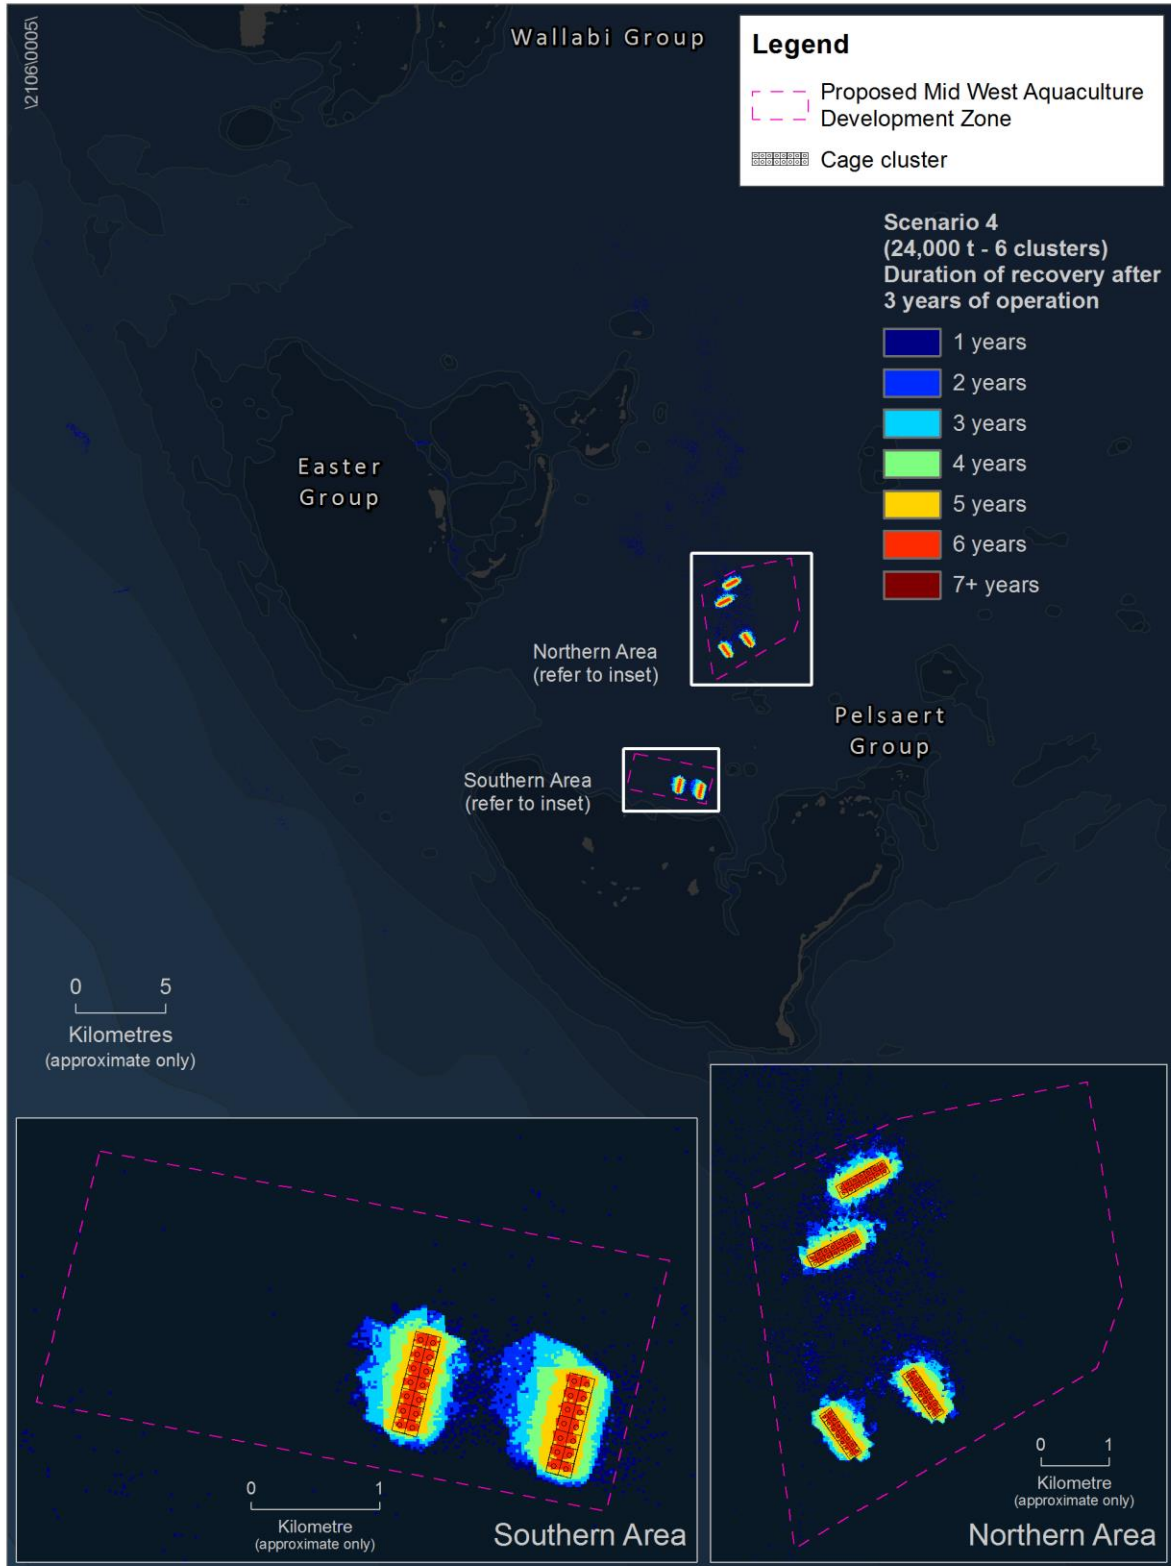 \2106\0005\
Wallabi Group
Legend
Proposed Mid West Aquaculture
Development Zone
Cage cluster
Scenario 4
(24,000 t - 6 clusters)
Duration of recovery after
3 years of operation
1 years
2 years
3 years
4 years
5 years
6 years
7+ years
Easter
Group
Northern Area
(refer to inset)
Pelsaert
Group
Southern Area
(refer to inset)
0 5
Kilometres
(approximate only)
0 1
Kilometre
(approximate only)
Southern Area
0 1
Kilometre
(approximate only)
Northern Area